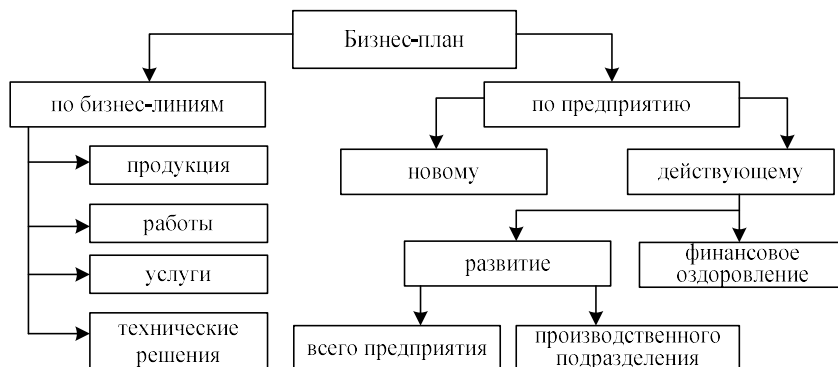 Бизнес-план
по бизнес-линиям
по предприятию
продукция
новому
действующему
работы
развитие
финансовое
оздоровление
услуги
технические
решения
всего предприятия
производственного
подразделения